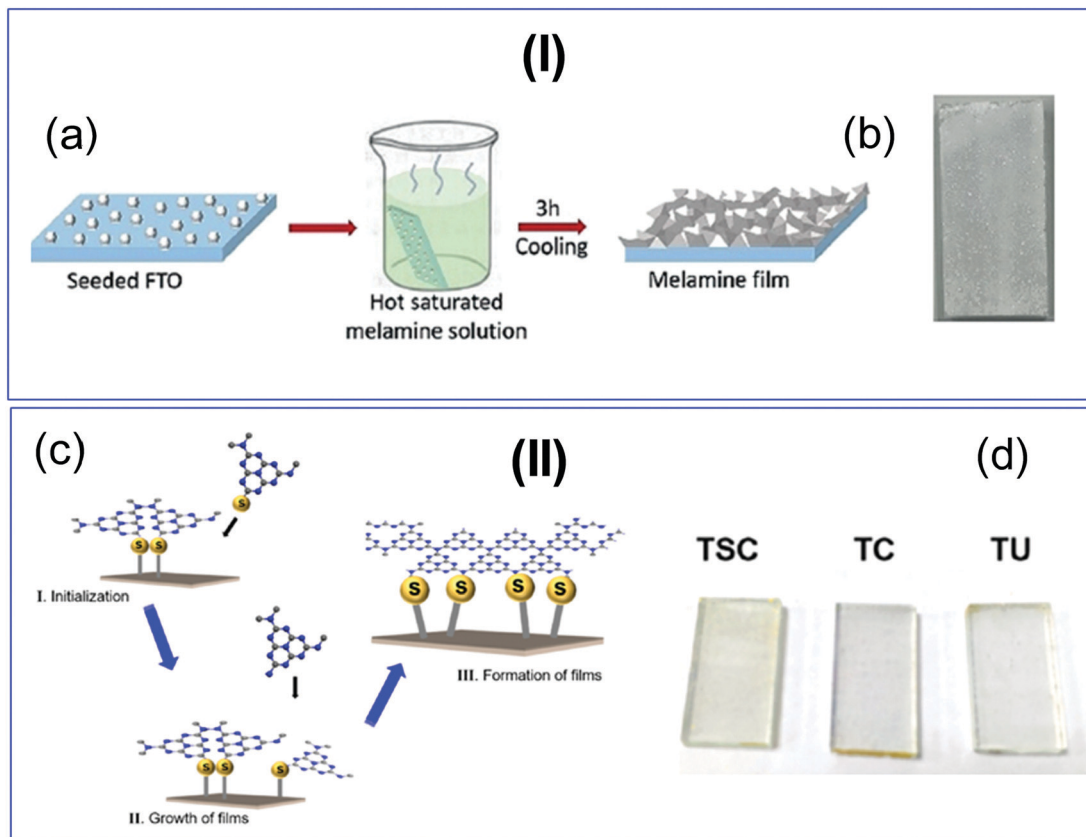 (I)
(a)
(b)
Seeded FTO
Hot saturated
melamine solution
3h
Cooling
Melamine film
(c)
(II)
(d)
S
S S
I. Initialization
S S S
II. Growth of films
S S S S
III. Formation of films
TSC TC TU